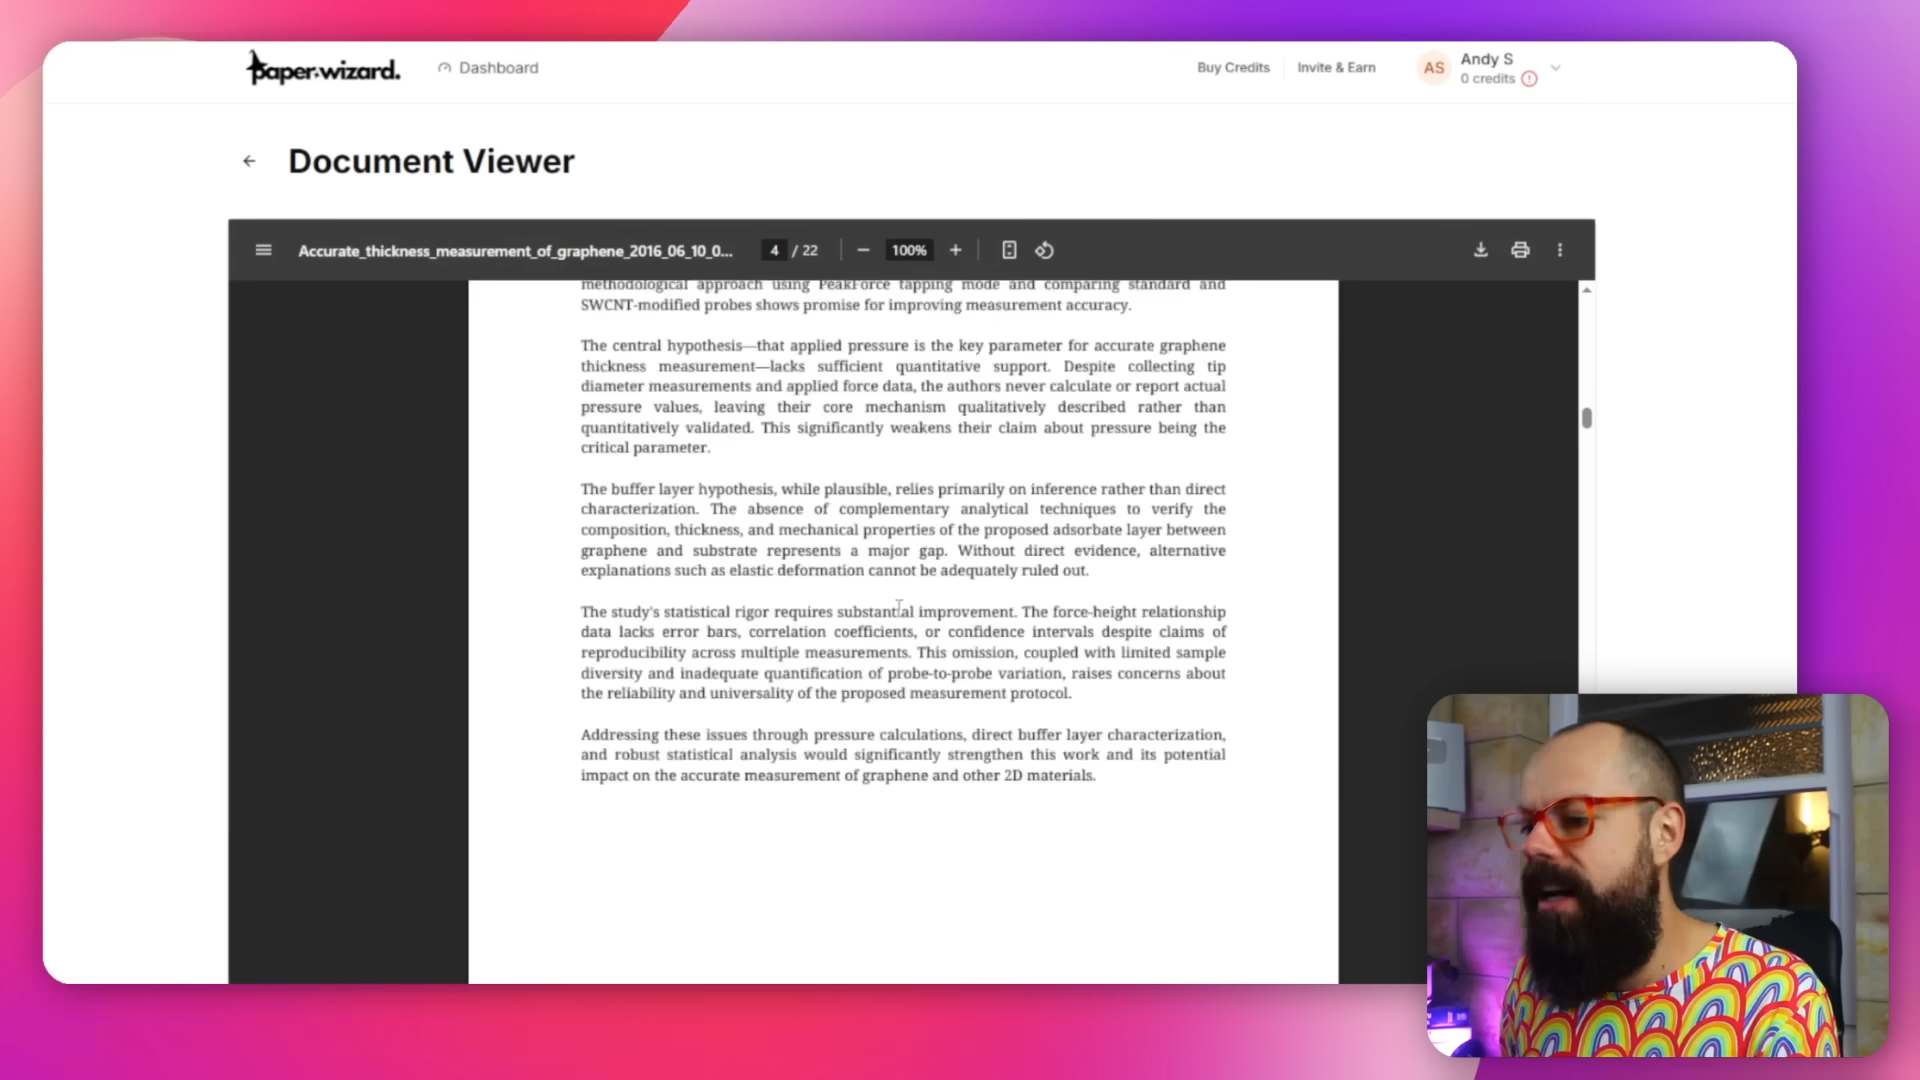 paper-wizard.
Dashboard
Buy Credits
Invite & Earn
AS
Andy S
0 credits
Document Viewer
Accurate_thickness_measurement_of_graphene_2016_06_10_0...
4 / 22
100%
methodological approach using PeakForce tapping mode and comparing standard and
SWCNT-modified probes shows promise for improving measurement accuracy.
The central hypothesis—that applied pressure is the key parameter for accurate graphene
thickness measurement—lacks sufficient quantitative support. Despite collecting tip
diameter measurements and applied force data, the authors never calculate or report actual
pressure values, leaving their core mechanism qualitatively described rather than
quantitatively validated. This significantly weakens their claim about pressure being the
critical parameter.
The buffer layer hypothesis, while plausible, relies primarily on inference rather than direct
characterization. The absence of complementary analytical techniques to verify the
composition, thickness, and mechanical properties of the proposed adsorbate layer between
graphene and substrate represents a major gap. Without direct evidence, alternative
explanations such as elastic deformation cannot be adequately ruled out.
The study's statistical rigor requires substantial improvement. The force-height relationship
data lacks error bars, correlation coefficients, or confidence intervals despite claims of
reproducibility across multiple measurements. This omission, coupled with limited sample
diversity and inadequate quantification of probe-to-probe variation, raises concerns about
the reliability and universality of the proposed measurement protocol.
Addressing these issues through pressure calculations, direct buffer layer characterization,
and robust statistical analysis would significantly strengthen this work and its potential
impact on the accurate measurement of graphene and other 2D materials.